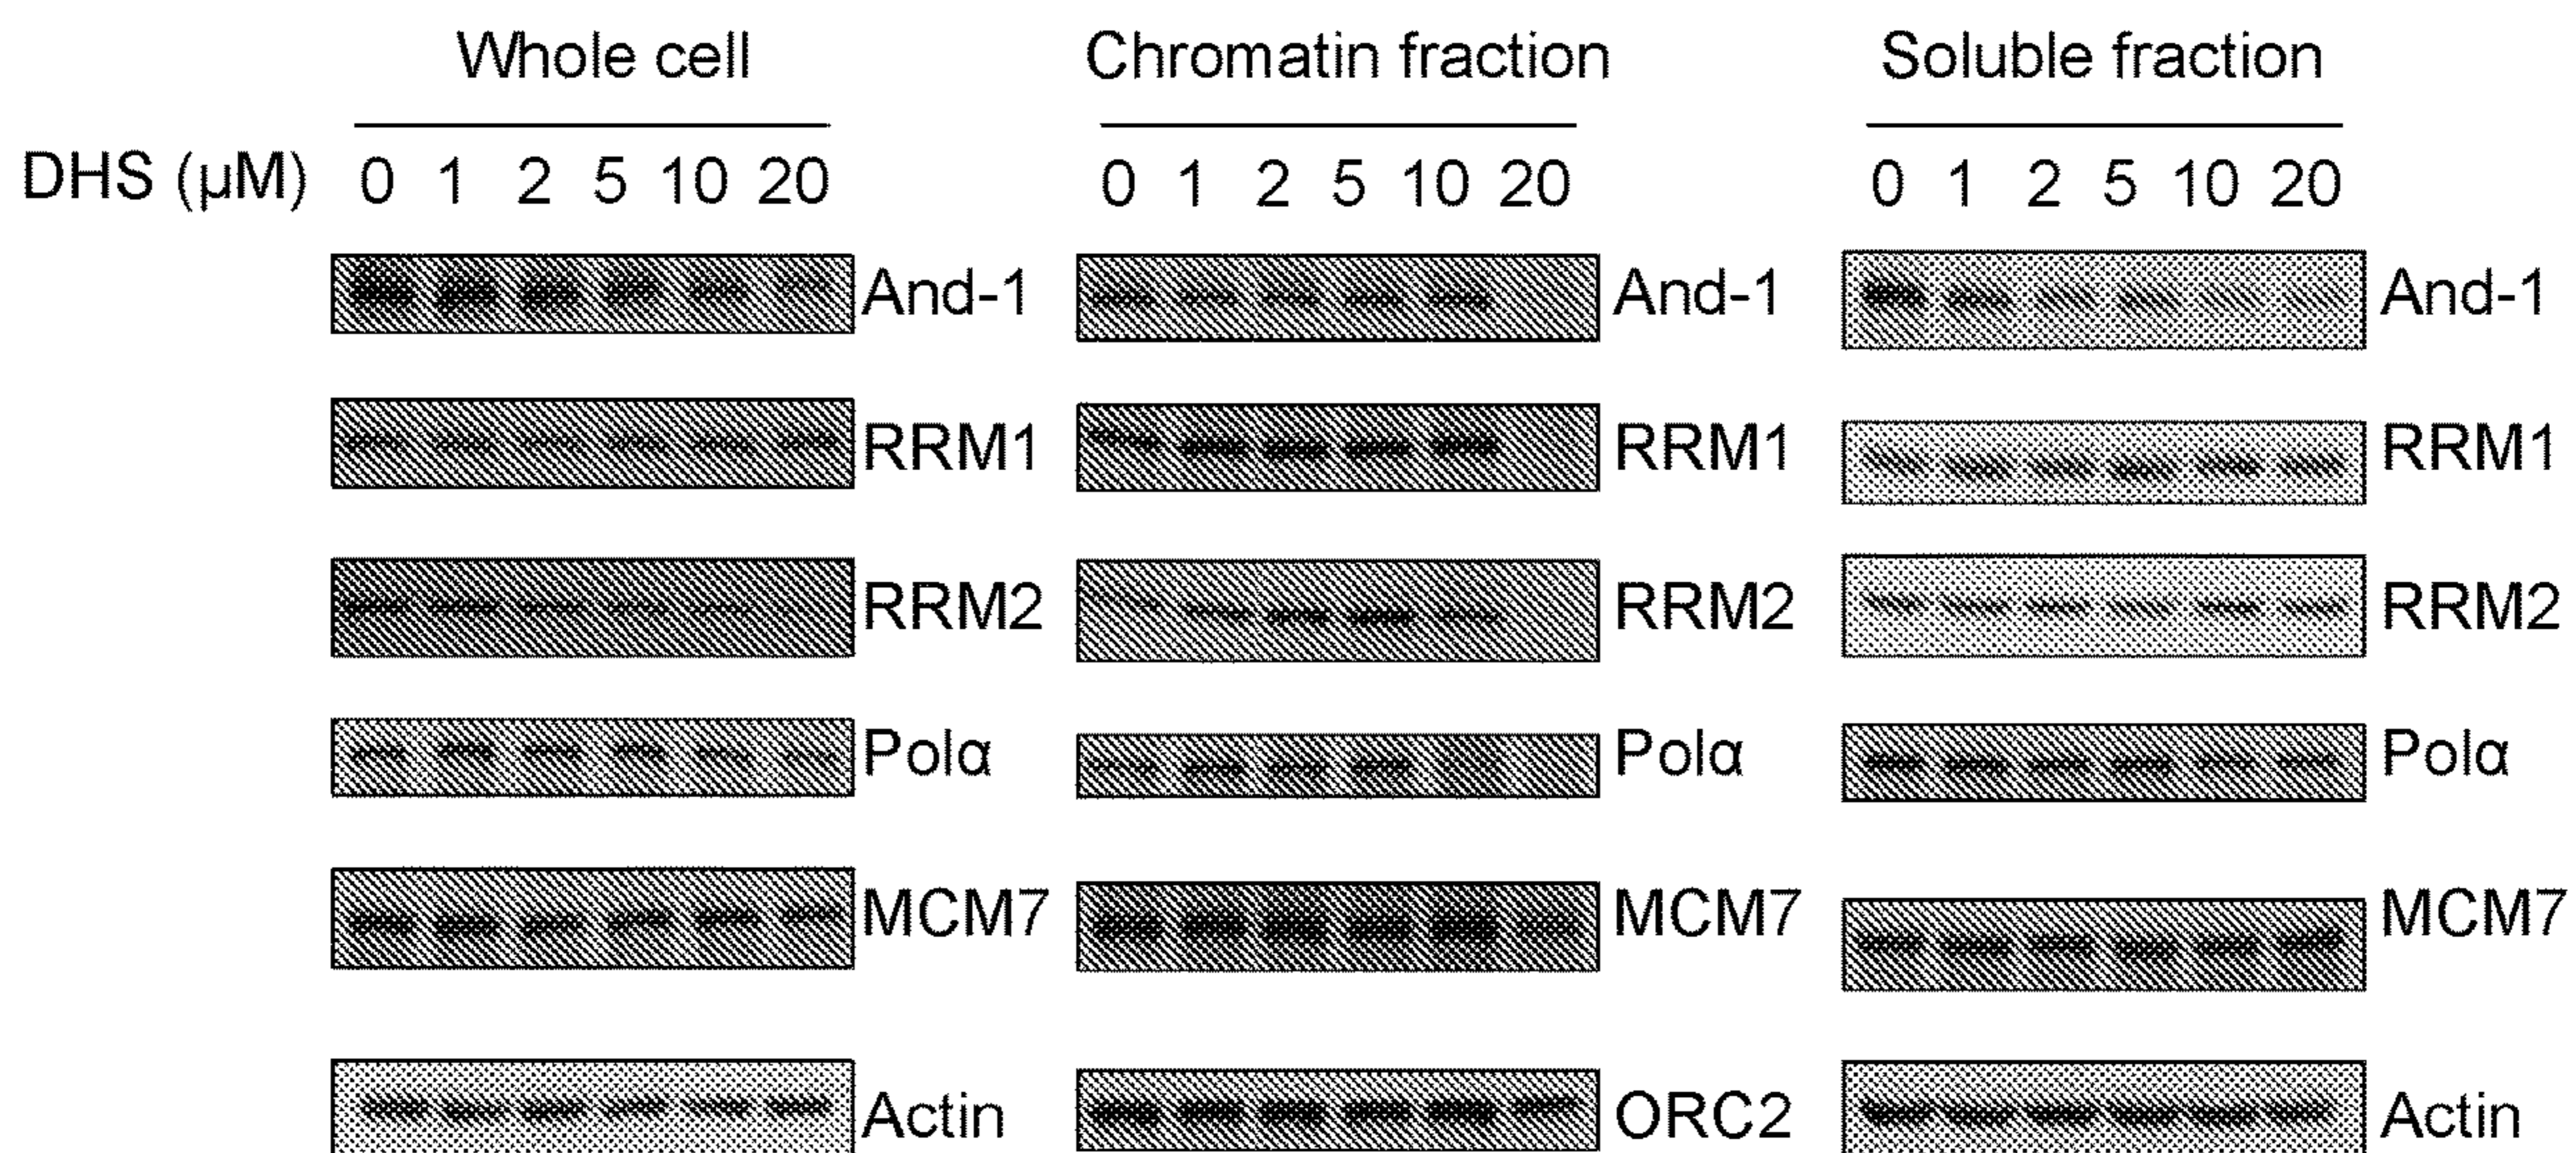 Whole cell Chromatin fraction Soluble fraction
DHS (µM) 0 1 2 5 10 20 0 1 2 5 10 20 0 1 2 5 10 20
And-1 And-1 And-1
RRM1 RRM1 RRM1
RRM2 RRM2 RRM2
Polα Polα Polα
MCM7 MCM7 MCM7
Actin ORC2 Actin